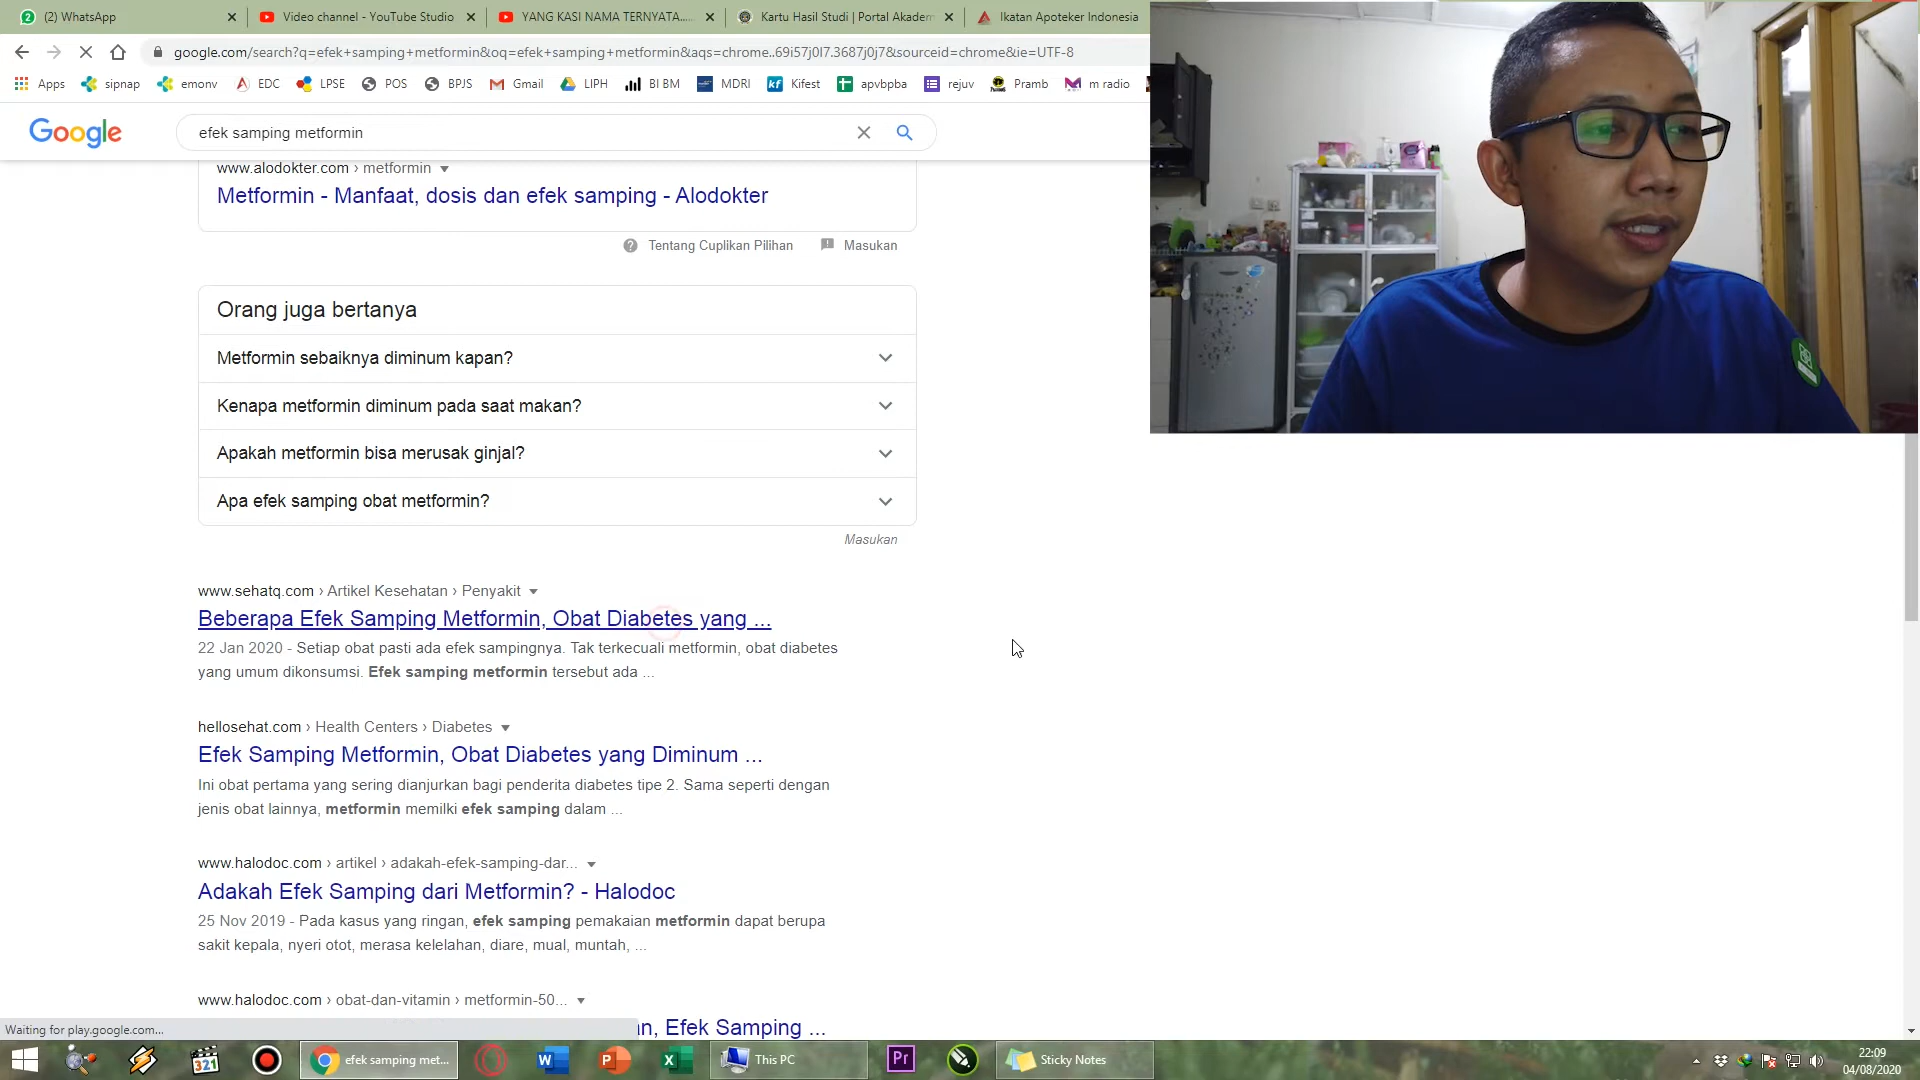 (2) WhatsApp
Video channel - YouTube Studio
YANG KASI NAMA TERNYATA.....
Kartu Hasil Studi | Portal Akadem
Ikatan Apoteker Indonesia
google.com/search?q=efek+samping+metformin&oq=efek+samping+metformin&aqs=chrome..69i57j0l7.3687j0j7&sourceid=chrome&ie=UTF-8
Apps sipnap emonv EDC LPSE POS BPJS Gmail LIPH BI BM MDRI Kifest apvbpba rejuv Pramb m radio
Google
efek samping metformin
www.alodokter.com › metformin
Metformin - Manfaat, dosis dan efek samping - Alodokter
Tentang Cuplikan Pilihan Masukan
Orang juga bertanya
Metformin sebaiknya diminum kapan?
Kenapa metformin diminum pada saat makan?
Apakah metformin bisa merusak ginjal?
Apa efek samping obat metformin?
Masukan
www.sehatq.com › Artikel Kesehatan › Penyakit
Beberapa Efek Samping Metformin, Obat Diabetes yang ...
22 Jan 2020 - Setiap obat pasti ada efek sampingnya. Tak terkecuali metformin, obat diabetes
yang umum dikonsumsi. Efek samping metformin tersebut ada ...
hellosehat.com › Health Centers › Diabetes
Efek Samping Metformin, Obat Diabetes yang Diminum ...
Ini obat pertama yang sering dianjurkan bagi penderita diabetes tipe 2. Sama seperti dengan
jenis obat lainnya, metformin memilki efek samping dalam ...
www.halodoc.com › artikel › adakah-efek-samping-dar...
Adakah Efek Samping dari Metformin? - Halodoc
25 Nov 2019 - Pada kasus yang ringan, efek samping pemakaian metformin dapat berupa
sakit kepala, nyeri otot, merasa kelelahan, diare, mual, muntah, ...
www.halodoc.com › obat-dan-vitamin › metformin-50...
Efek Samping ...
Waiting for play.google.com...
321
efek samping met...
This PC
Pr
Sticky Notes
22:09
04/08/2020